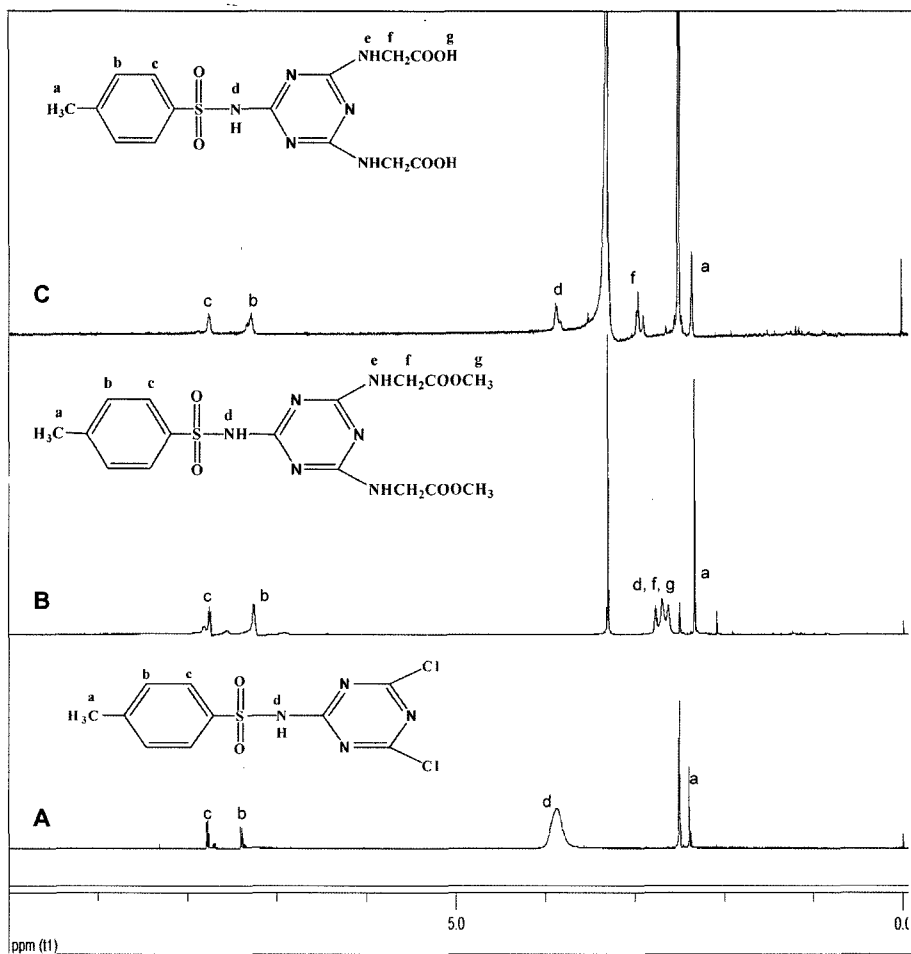 e f g
NHCH₂COOH
b c O
a d N N
H₃C S N N
O H N
NHCH₂COOH
a
f
C c b d
e f g
NHCH₂COOCH₃
b c O
a d N
H₃C S NH N
O N
NHCH₂COOCH₃
d, f, g a
c b
B
Cl
b c O
a d N
H₃C S N N
O H N
Cl
a
d
A c b
5.0 0.0
ppm (t1)